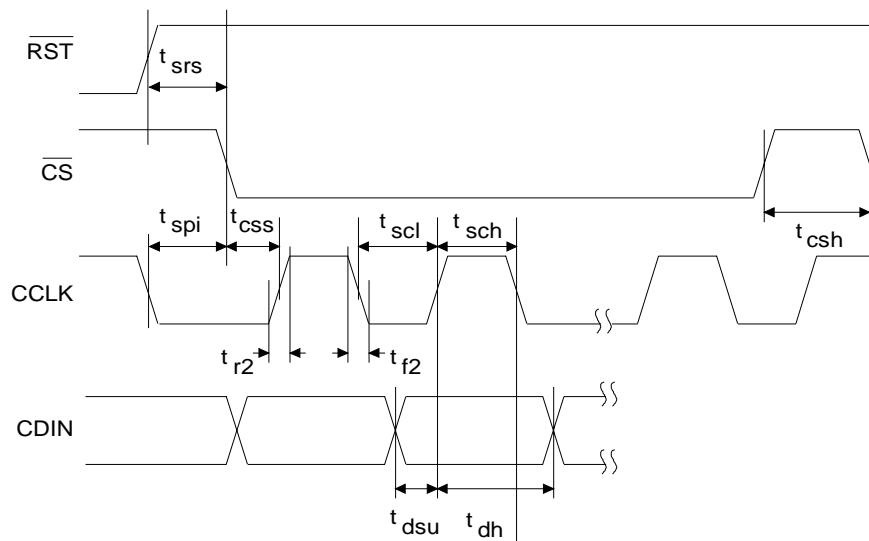 RST
t srs
CS
t spi
t css
t scl
t sch
t csh
CCLK
t r2
t f2
CDIN
t dsu
t dh